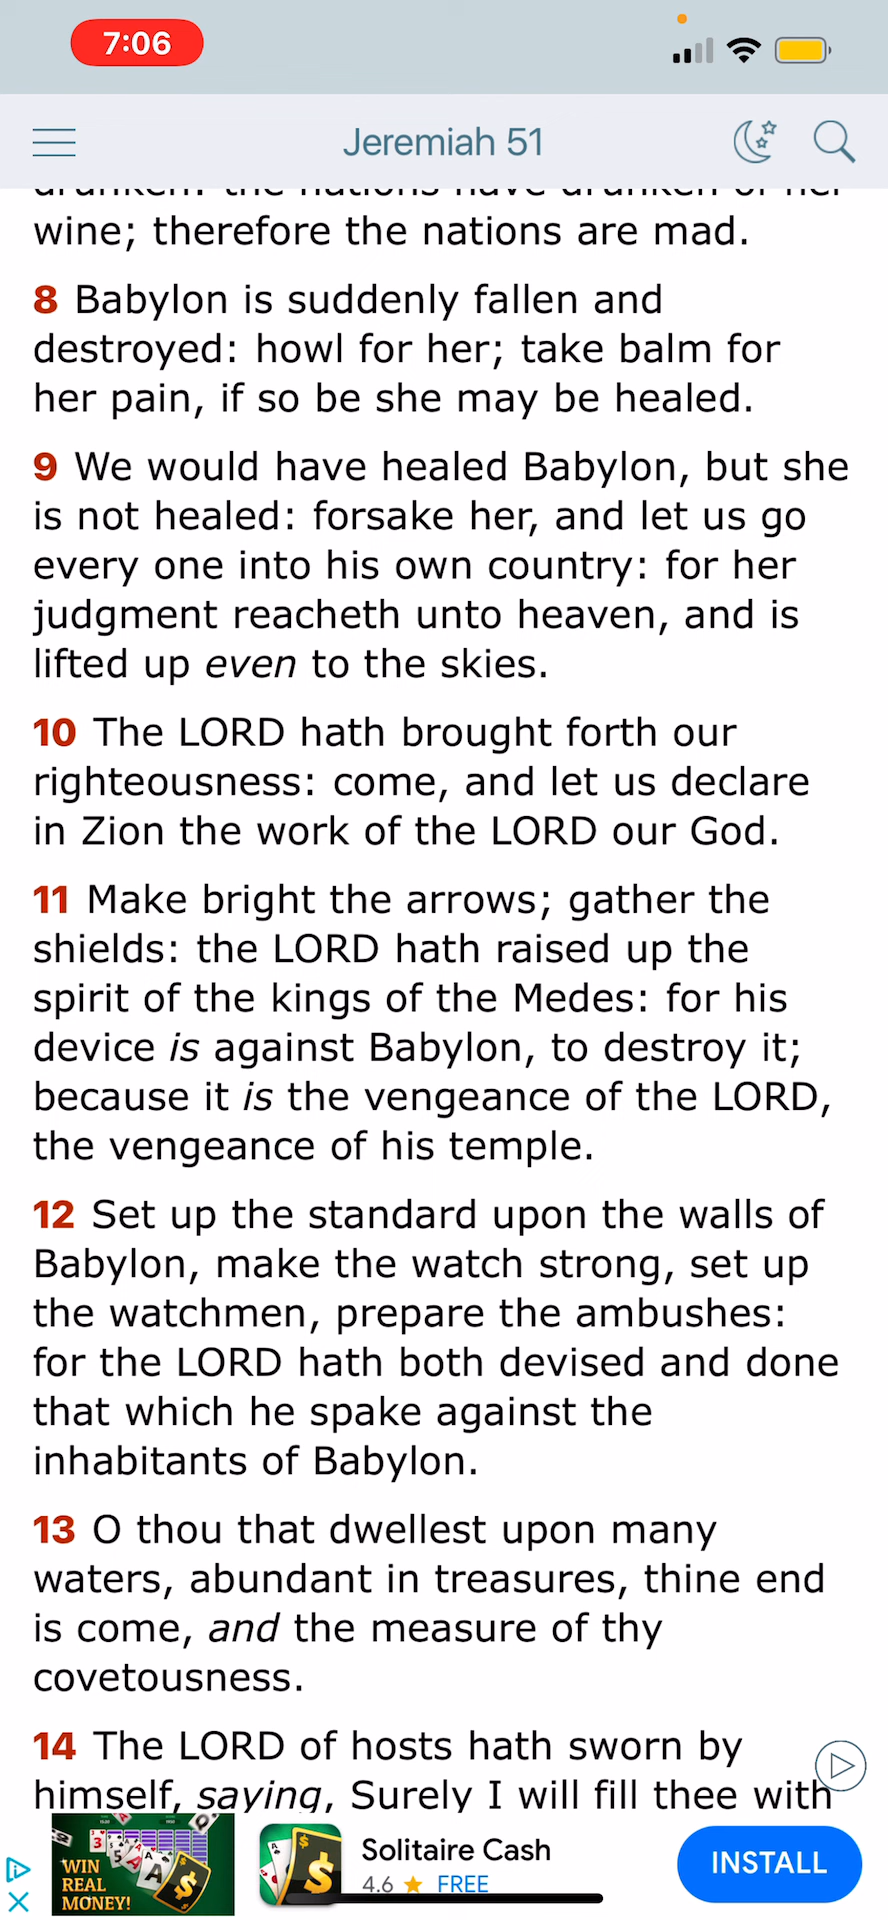 7:06
Jeremiah 51
wine; therefore the nations are mad.
8 Babylon is suddenly fallen and
destroyed: howl for her; take balm for
her pain, if so be she may be healed.
9 We would have healed Babylon, but she
is not healed: forsake her, and let us go
every one into his own country: for her
judgment reacheth unto heaven, and is
lifted up even to the skies.
10 The LORD hath brought forth our
righteousness: come, and let us declare
in Zion the work of the LORD our God.
11 Make bright the arrows; gather the
shields: the LORD hath raised up the
spirit of the kings of the Medes: for his
device is against Babylon, to destroy it;
because it is the vengeance of the LORD,
the vengeance of his temple.
12 Set up the standard upon the walls of
Babylon, make the watch strong, set up
the watchmen, prepare the ambushes:
for the LORD hath both devised and done
that which he spake against the
inhabitants of Babylon.
13 O thou that dwellest upon many
waters, abundant in treasures, thine end
is come, and the measure of thy
covetousness.
14 The LORD of hosts hath sworn by
himself, saying, Surely I will fill thee with
WIN
REAL
MONEY!
Solitaire Cash
4.6 ★ FREE
INSTALL